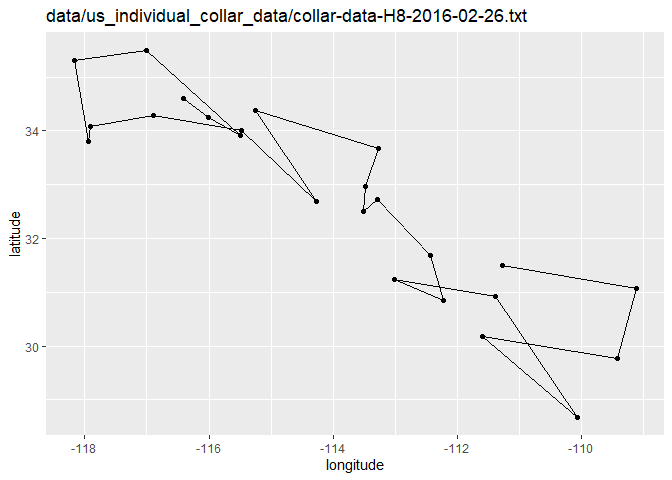 data/us_individual_collar_data/collar-data-H8-2016-02-26.txt
34
32
30
latitude
-118
-116
-114
-112
-110
longitude